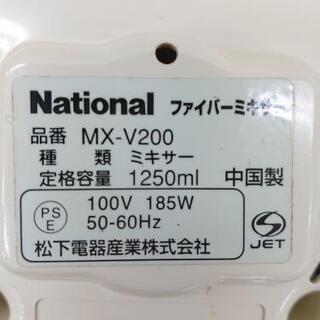 National ファイバーミキサー
品番 MX-V200
種類 ミキサー
定格容量 1250ml 中国製
PS
E
100V 185W
50-60Hz
JET
松下電器産業株式会社